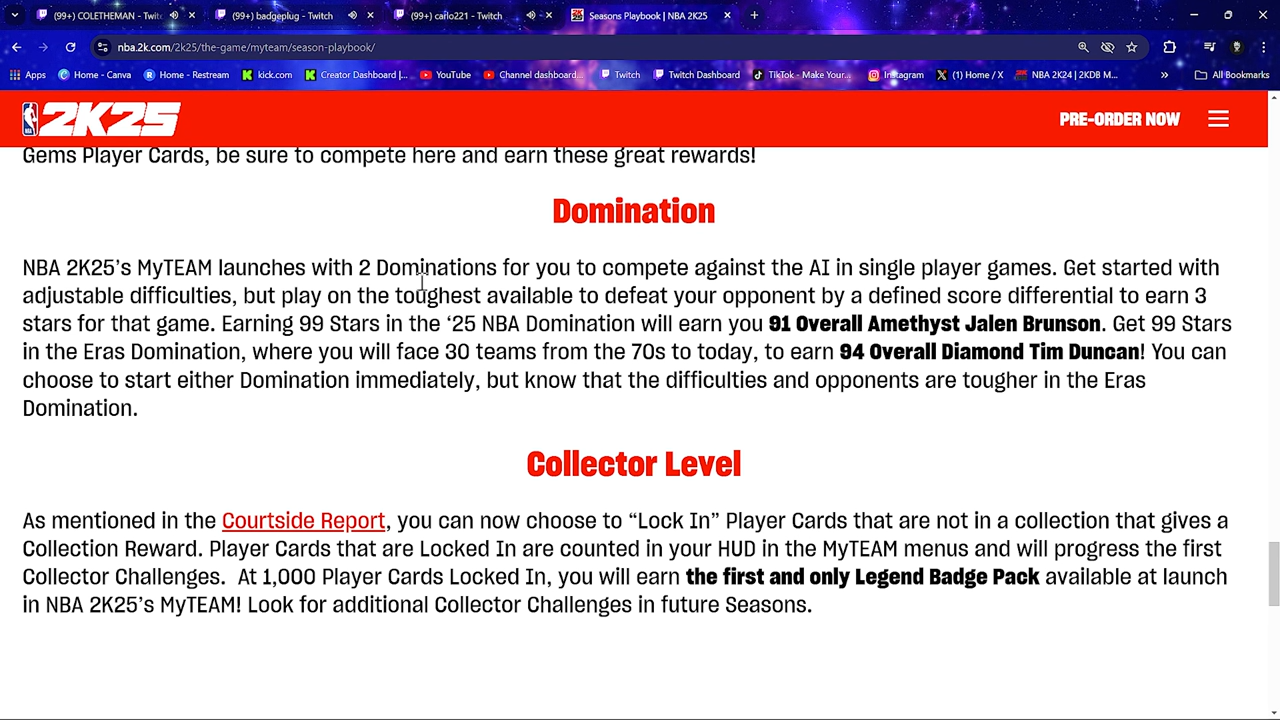 (99+) COLETHEMAN - Twitc
(99+) badgeplug - Twitch
(99+) carlo221 - Twitch
Seasons Playbook | NBA 2K25
nba.2k.com/2k25/the-game/myteam/season-playbook/
Apps
Home - Canva
Home - Restream
kick.com
Creator Dashboard |...
YouTube
Channel dashboard...
Twitch
Twitch Dashboard
TikTok - Make Your...
Instagram
(1) Home / X
NBA 2K24 | 2KDB M...
»
All Bookmarks
2K25
PRE-ORDER NOW
Gems Player Cards, be sure to compete here and earn these great rewards!
Domination
NBA 2K25’s MyTEAM launches with 2 Dominations for you to compete against the AI in single player games. Get started with
adjustable difficulties, but play on the toughest available to defeat your opponent by a defined score differential to earn 3
stars for that game. Earning 99 Stars in the ‘25 NBA Domination will earn you 91 Overall Amethyst Jalen Brunson. Get 99 Stars
in the Eras Domination, where you will face 30 teams from the 70s to today, to earn 94 Overall Diamond Tim Duncan! You can
choose to start either Domination immediately, but know that the difficulties and opponents are tougher in the Eras
Domination.
Collector Level
As mentioned in the Courtside Report, you can now choose to “Lock In” Player Cards that are not in a collection that gives a
Collection Reward. Player Cards that are Locked In are counted in your HUD in the MyTEAM menus and will progress the first
Collector Challenges. At 1,000 Player Cards Locked In, you will earn the first and only Legend Badge Pack available at launch
in NBA 2K25’s MyTEAM! Look for additional Collector Challenges in future Seasons.